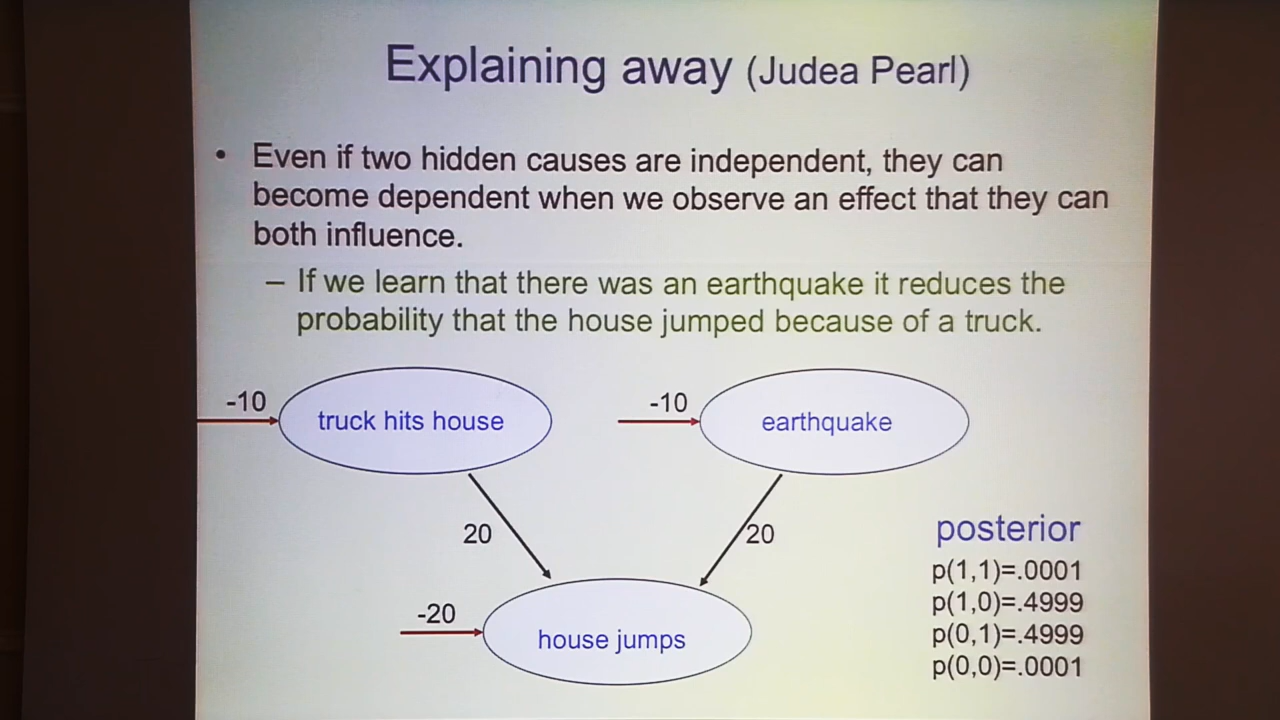 Explaining away (Judea Pearl)
• Even if two hidden causes are independent, they can
become dependent when we observe an effect that they can
both influence.
– If we learn that there was an earthquake it reduces the
probability that the house jumped because of a truck.
-10
truck hits house
-10
earthquake
20
20
-20
house jumps
posterior
p(1,1)=.0001
p(1,0)=.4999
p(0,1)=.4999
p(0,0)=.0001